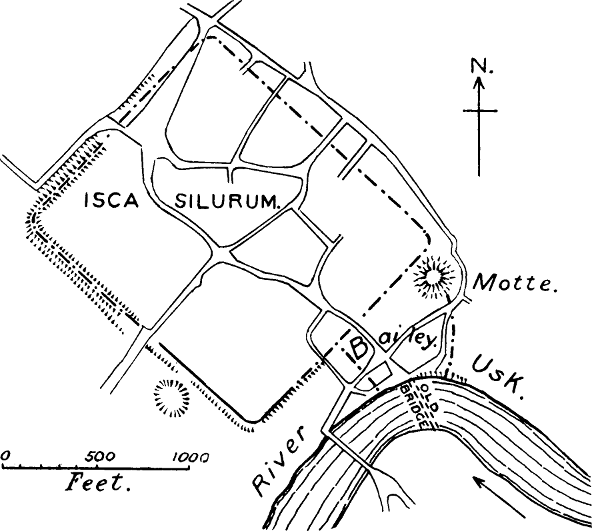 N.
ISCA SILURUM.
Motte.
Bailey.
Usk.
OLD
BRIDGE
River
0 500 1000
Feet.